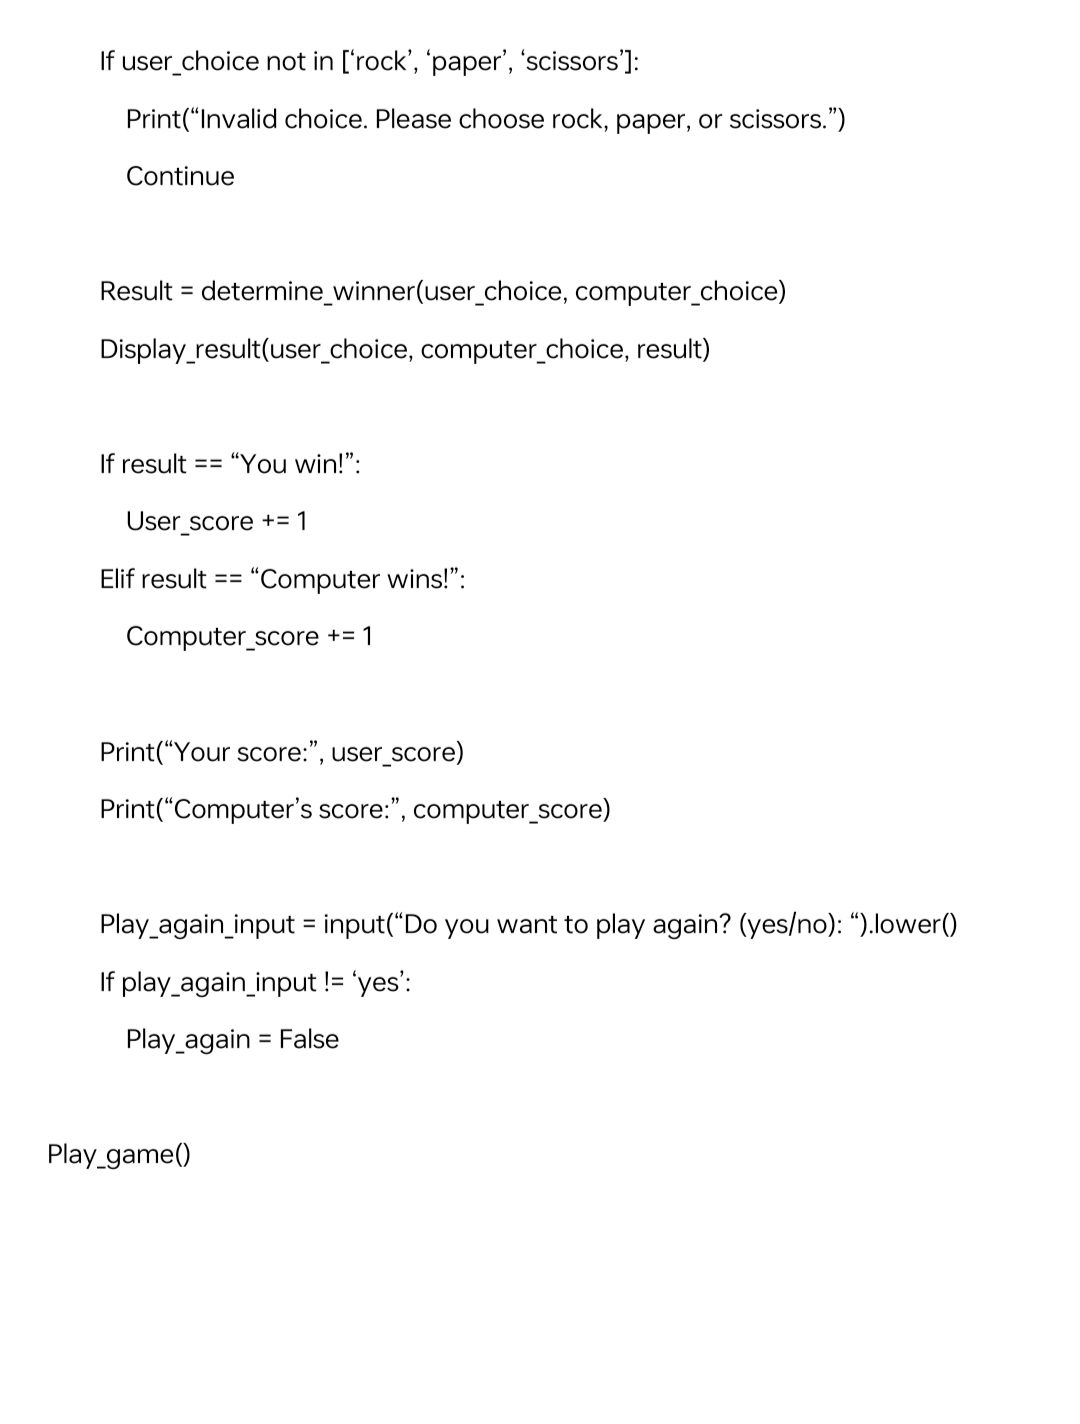 If user_choice not in [‘rock’, ‘paper’, ‘scissors’]:
Print(“Invalid choice. Please choose rock, paper, or scissors.”)
Continue
Result = determine_winner(user_choice, computer_choice)
Display_result(user_choice, computer_choice, result)
If result == “You win!”:
User_score += 1
Elif result == “Computer wins!”:
Computer_score += 1
Print(“Your score:”, user_score)
Print(“Computer’s score:”, computer_score)
Play_again_input = input(“Do you want to play again? (yes/no): “).lower()
If play_again_input != ‘yes’:
Play_again = False
Play_game()